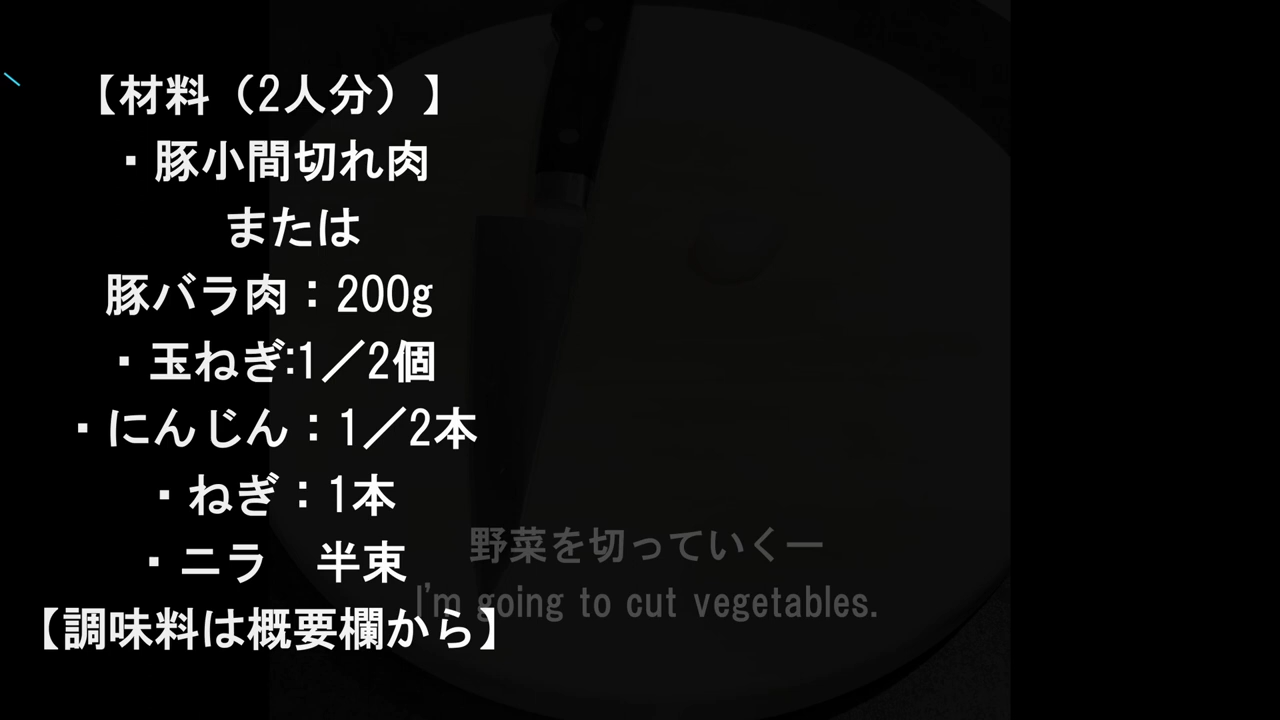 【材料（2人分）】
・豚小間切れ肉
または
豚バラ肉：200g
・玉ねぎ:1／2個
・にんじん：1／2本
・ねぎ：1本
・ニラ　半束
【調味料は概要欄から】
野菜を切っていくー
I'm going to cut vegetables.